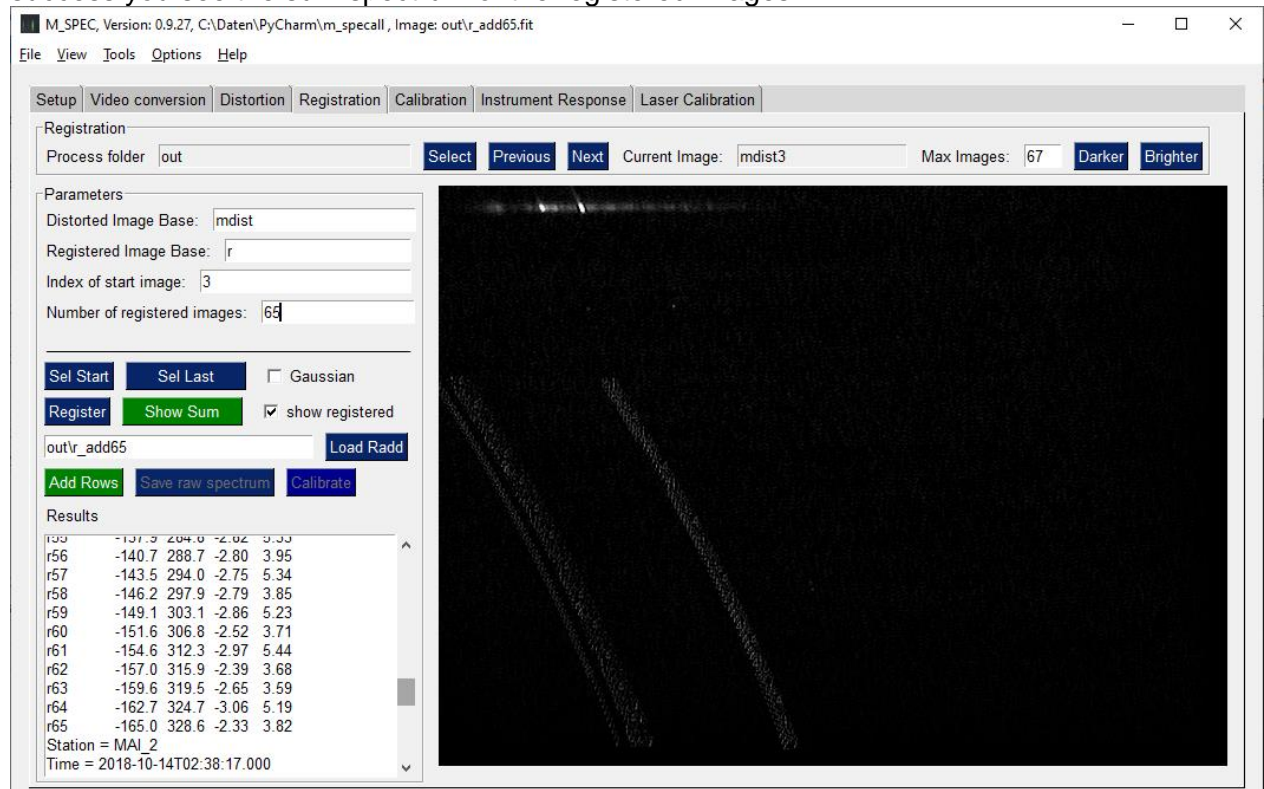 M_SPEC, Version: 0.9.27, C:\Daten\PyCharm\m_specall , Image: out\r_add65.fit
File View Tools Options Help
Setup Video conversion Distortion Registration Calibration Instrument Response Laser Calibration
Registration
Process folder out Select Previous Next Current Image: mdist3 Max Images: 67 Darker Brighter
Parameters
Distorted Image Base: mdist
Registered Image Base: r
Index of start image: 3
Number of registered images: 65
Sel Start Sel Last Gaussian
Register Show Sum show registered
out\r_add65 Load Radd
Add Rows Save raw spectrum Calibrate
Results
r56 -140.7 288.7 -2.80 3.95
r57 -143.5 294.0 -2.75 5.34
r58 -146.2 297.9 -2.79 3.85
r59 -149.1 303.1 -2.86 5.23
r60 -151.6 306.8 -2.52 3.71
r61 -154.6 312.3 -2.97 5.44
r62 -157.0 315.9 -2.39 3.68
r63 -159.6 319.5 -2.65 3.59
r64 -162.7 324.7 -3.06 5.19
r65 -165.0 328.6 -2.33 3.82
Station = MAI_2
Time = 2018-10-14T02:38:17.000